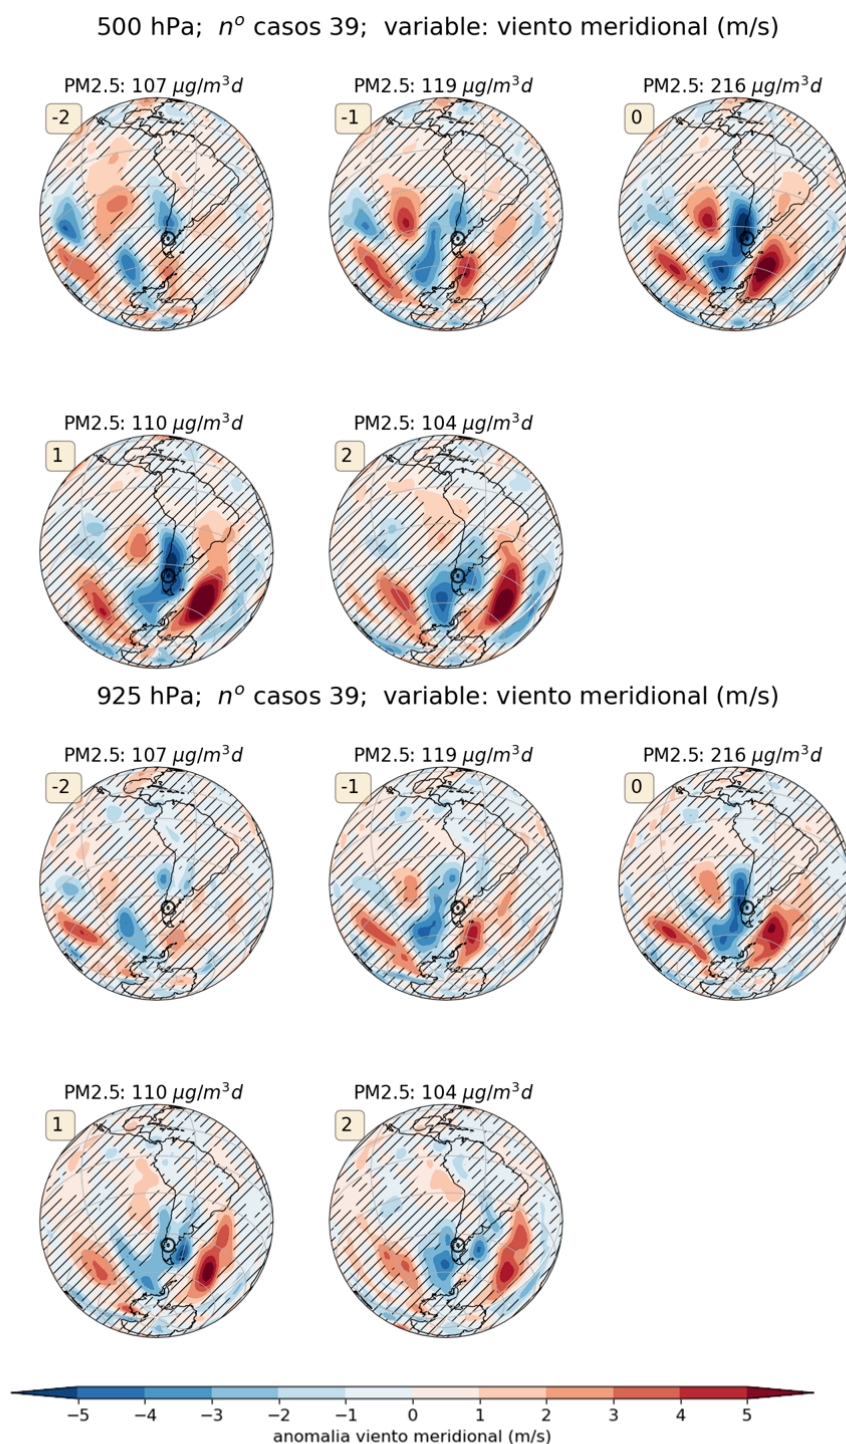 500 hPa;  nº casos 39;  variable: viento meridional (m/s)
PM2.5: 107 μg/m³d
-2
PM2.5: 119 μg/m³d
-1
PM2.5: 216 μg/m³d
0
PM2.5: 110 μg/m³d
1
PM2.5: 104 μg/m³d
2
925 hPa;  nº casos 39;  variable: viento meridional (m/s)
PM2.5: 107 μg/m³d
-2
PM2.5: 119 μg/m³d
-1
PM2.5: 216 μg/m³d
0
PM2.5: 110 μg/m³d
1
PM2.5: 104 μg/m³d
2
−5 −4 −3 −2 −1 0 1 2 3 4 5
anomalia viento meridional (m/s)